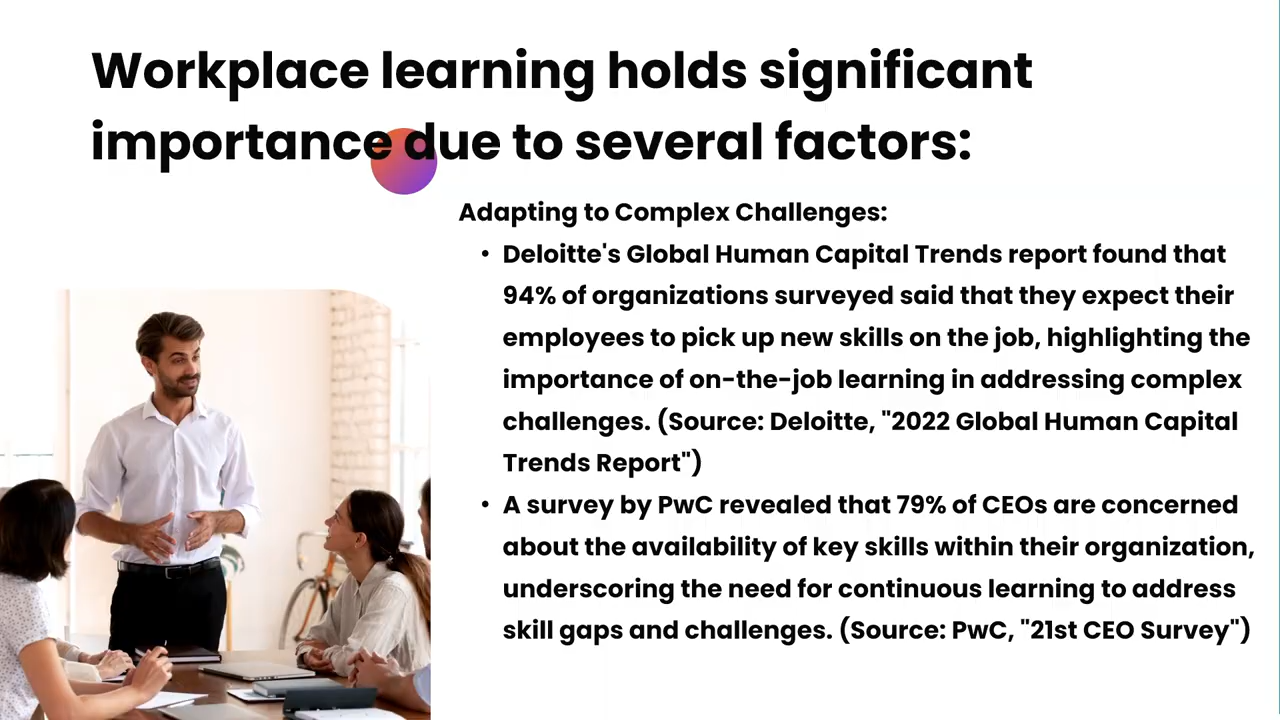 Workplace learning holds significant
importance due to several factors:
Adapting to Complex Challenges:
• Deloitte's Global Human Capital Trends report found that
94% of organizations surveyed said that they expect their
employees to pick up new skills on the job, highlighting the
importance of on-the-job learning in addressing complex
challenges. (Source: Deloitte, "2022 Global Human Capital
Trends Report")
• A survey by PwC revealed that 79% of CEOs are concerned
about the availability of key skills within their organization,
underscoring the need for continuous learning to address
skill gaps and challenges. (Source: PwC, "21st CEO Survey")